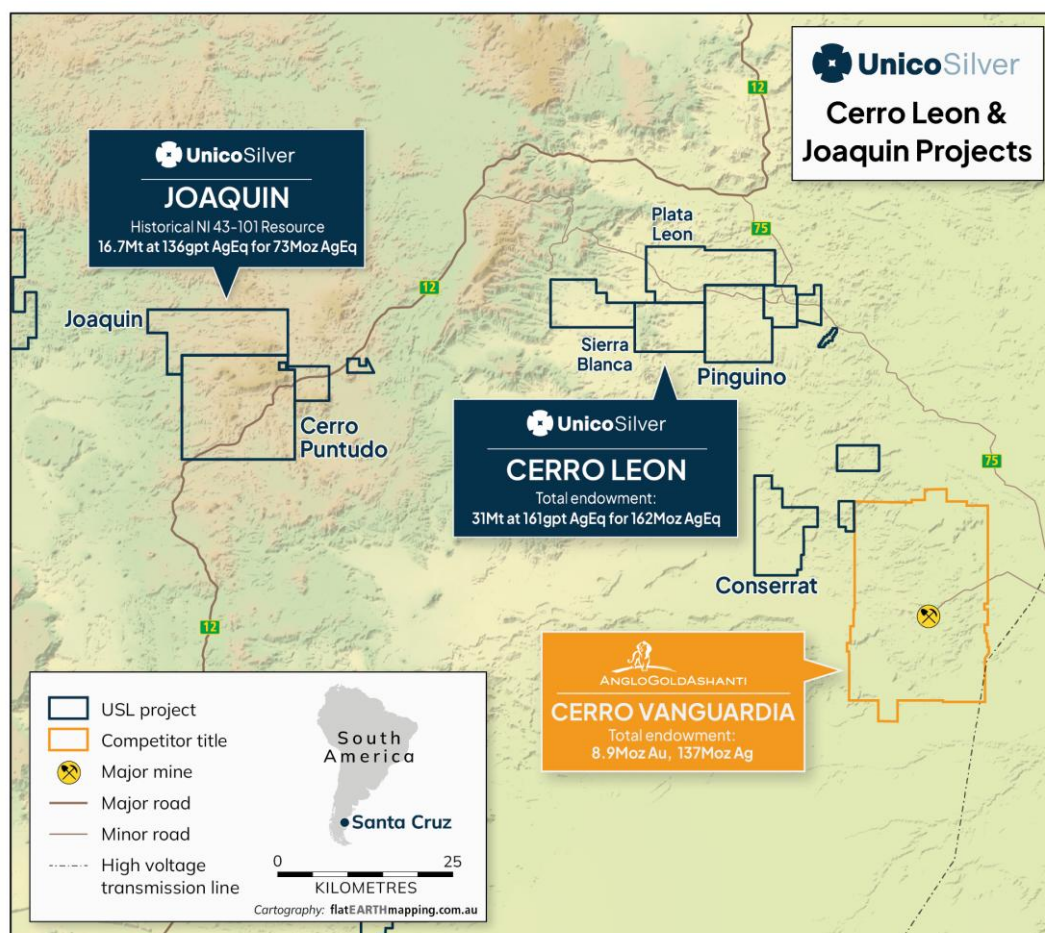 UnicoSilver
Cerro Leon &
Joaquin Projects
12
UnicoSilver
JOAQUIN
Historical NI 43-101 Resource
16.7Mt at 136gpt AgEq for 73Moz AgEq
Plata
Leon
75
12
Joaquin
Sierra
Blanca
Pinguino
Cerro
Puntudo
UnicoSilver
CERRO LEON
Total endowment:
31Mt at 161gpt AgEq for 162Moz AgEq
75
Conserrat
12
ANGLOGOLDASHANTI
CERRO VANGUARDIA
Total endowment:
8.9Moz Au, 137Moz Ag
USL project
Competitor title
Major mine
Major road
Minor road
High voltage
transmission line
South
America
Santa Cruz
0 25
KILOMETRES
Cartography: flatEARTHmapping.com.au